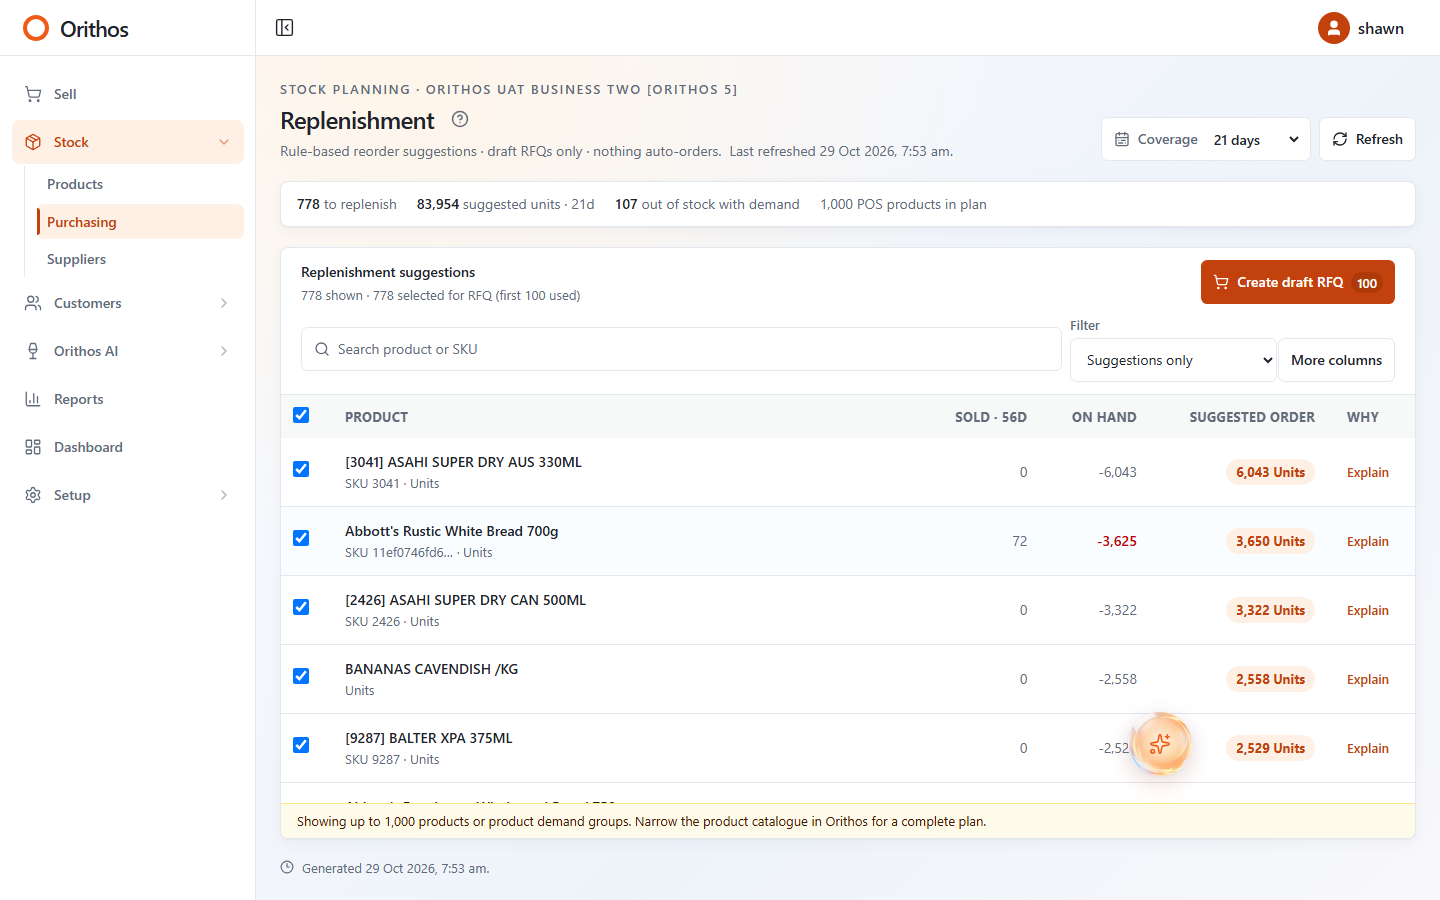 Orithos
shawn
Sell
Stock
Products
Purchasing
Suppliers
Customers
Orithos AI
Reports
Dashboard
Setup
STOCK PLANNING · ORITHOS UAT BUSINESS TWO [ORITHOS 5]
Replenishment
Rule-based reorder suggestions · draft RFQs only · nothing auto-orders. Last refreshed 29 Oct 2026, 7:53 am.
Coverage 21 days
Refresh
778 to replenish 83,954 suggested units · 21d 107 out of stock with demand 1,000 POS products in plan
Replenishment suggestions
778 shown · 778 selected for RFQ (first 100 used)
Create draft RFQ 100
Search product or SKU
Filter
Suggestions only
More columns
PRODUCT SOLD · 56D ON HAND SUGGESTED ORDER WHY
[3041] ASAHI SUPER DRY AUS 330ML
SKU 3041 · Units
0 -6,043 6,043 Units Explain
Abbott's Rustic White Bread 700g
SKU 11ef0746fd6... · Units
72 -3,625 3,650 Units Explain
[2426] ASAHI SUPER DRY CAN 500ML
SKU 2426 · Units
0 -3,322 3,322 Units Explain
BANANAS CAVENDISH /KG
Units
0 -2,558 2,558 Units Explain
[9287] BALTER XPA 375ML
SKU 9287 · Units
0 -2,52 2,529 Units Explain
Showing up to 1,000 products or product demand groups. Narrow the product catalogue in Orithos for a complete plan.
Generated 29 Oct 2026, 7:53 am.